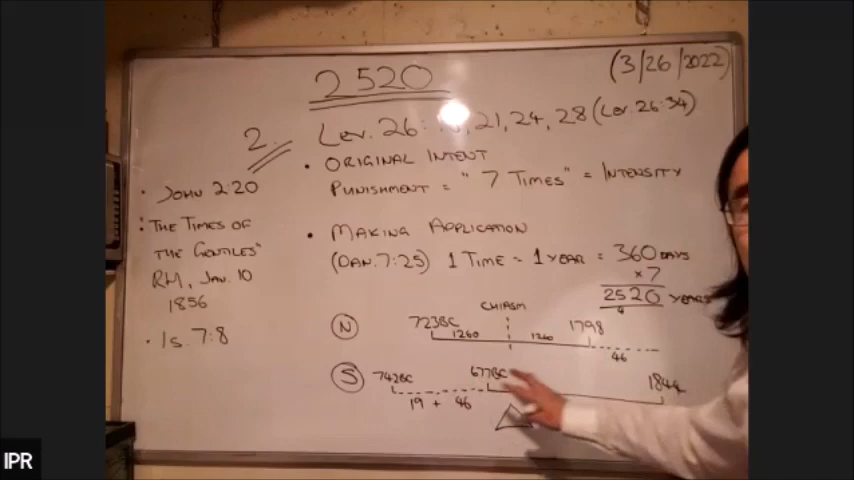 (3/26/2022)
2520
2.
Lev. 26: 21, 24, 28 (Lev. 26:34)
• ORIGINAL INTENT
PUNISHMENT = "7 TIMES" = INTENSITY
• JOHN 2:20
: "THE TIMES OF
THE GENTILES"
RH, JAN. 10
1856
• Is. 7:8
• MAKING APPLICATION
(DAN. 7:25) 1 TIME = 1 YEAR = 360 DAYS
x 7
2520 YEARS
CHIASM
N 723BC 1260 1260 1798 46
S 742BC 19 + 46 677BC 1844
IPR